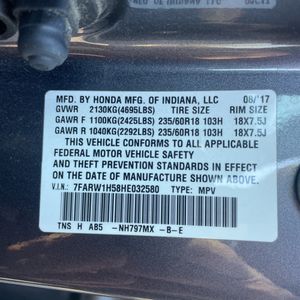 MFD. BY HONDA MFG. OF INDIANA, LLC 08/17
GVWR 2130KG(4695LBS) TIRE SIZE RIM SIZE
GAWR F 1100KG(2425LBS) 235/60R18 103H 18X7.5J
GAWR R 1040KG(2292LBS) 235/60R18 103H 18X7.5J
THIS VEHICLE CONFORMS TO ALL APPLICABLE
FEDERAL MOTOR VEHICLE SAFETY
AND THEFT PREVENTION STANDARDS IN EFFECT
ON THE DATE OF MANUFACTURE SHOWN ABOVE.
V.I.N.: 7FARW1H58HE032580 TYPE: MPV
TNS H A85 -NH797MX -B-E